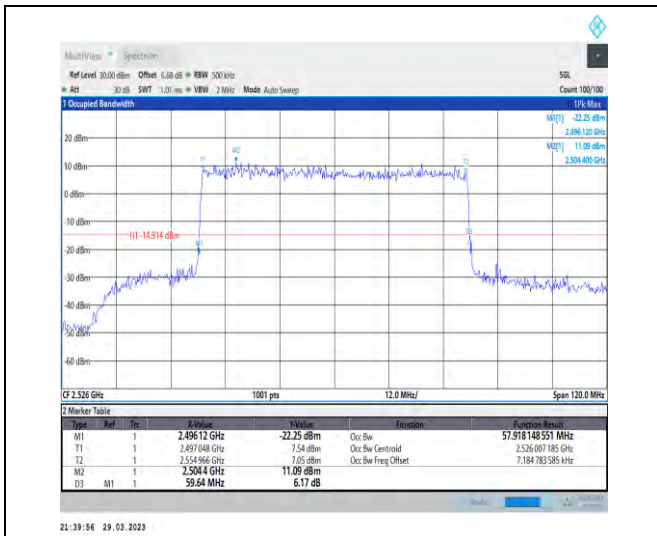 MultiView Spectrum
Ref Level 30.00 dBm Offset 6.68 dB RBW 500 kHz SGL
Att 30 dB SWT 1.01 ms VBW 2 MHz Mode Auto Sweep Count 100/100
1 Occupied Bandwidth 1Pk Max
M1[1] -22.25 dBm
2.496 120 GHz
M2[1] 11.09 dBm
2.504 400 GHz
20 dBm
T1 M2 T2
10 dBm
0 dBm
-10 dBm
H1 -14.914 dBm
D3
M1
-20 dBm
-30 dBm
-40 dBm
-50 dBm
-60 dBm
CF 2.526 GHz 1001 pts 12.0 MHz/ Span 120.0 MHz
2 Marker Table
Type Ref Trc X-Value Y-Value Function Function Result
M1 1 2.496 12 GHz -22.25 dBm Occ Bw 57.918 148 551 MHz
T1 1 2.497 048 GHz 7.54 dBm Occ Bw Centroid 2.526 007 185 GHz
T2 1 2.554 966 GHz 7.05 dBm Occ Bw Freq Offset 7.184 783 585 kHz
M2 1 2.504 4 GHz 11.09 dBm
D3 M1 1 59.64 MHz 6.17 dB
21:39:56 29.03.2023